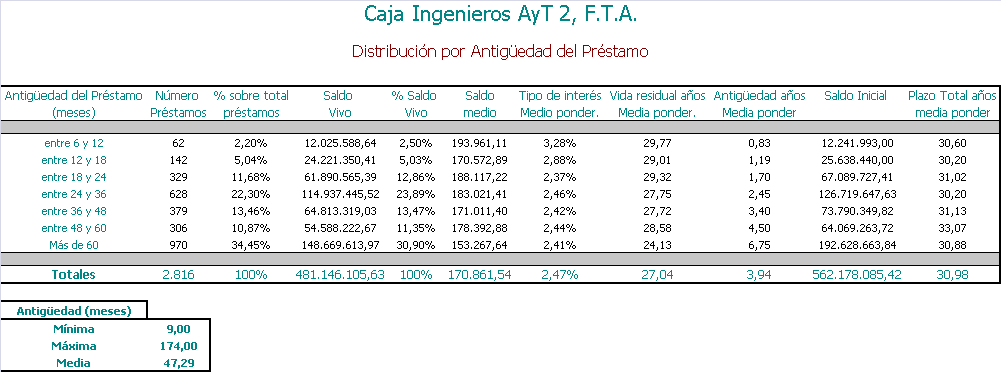 Caja Ingenieros AyT 2, F.T.A.
Distribución por Antigüedad del Préstamo
Antigüedad del Préstamo Número % sobre total Saldo % Saldo Saldo Tipo de interés Vida residual años Antigüedad años Saldo Inicial Plazo Total años
(meses) Préstamos préstamos Vivo Vivo medio Medio ponder. Media ponder. Media ponder media ponder
entre 6 y 12 62 2,20% 12.025.588,64 2,50% 193.961,11 3,28% 29,77 0,83 12.241.993,00 30,60
entre 12 y 18 142 5,04% 24.221.350,41 5,03% 170.572,89 2,88% 29,01 1,19 25.638.440,00 30,20
entre 18 y 24 329 11,68% 61.890.565,39 12,86% 188.117,22 2,37% 29,32 1,70 67.089.727,41 31,02
entre 24 y 36 628 22,30% 114.937.445,52 23,89% 183.021,41 2,46% 27,75 2,45 126.719.647,63 30,20
entre 36 y 48 379 13,46% 64.813.319,03 13,47% 171.011,40 2,42% 27,72 3,40 73.790.349,82 31,13
entre 48 y 60 306 10,87% 54.588.222,67 11,35% 178.392,88 2,44% 28,58 4,50 64.069.263,72 33,07
Más de 60 970 34,45% 148.669.613,97 30,90% 153.267,64 2,41% 24,13 6,75 192.628.663,84 30,88
Totales 2.816 100% 481.146.105,63 100% 170.861,54 2,47% 27,04 3,94 562.178.085,42 30,98
Antigüedad (meses)
Mínima 9,00
Máxima 174,00
Media 47,29